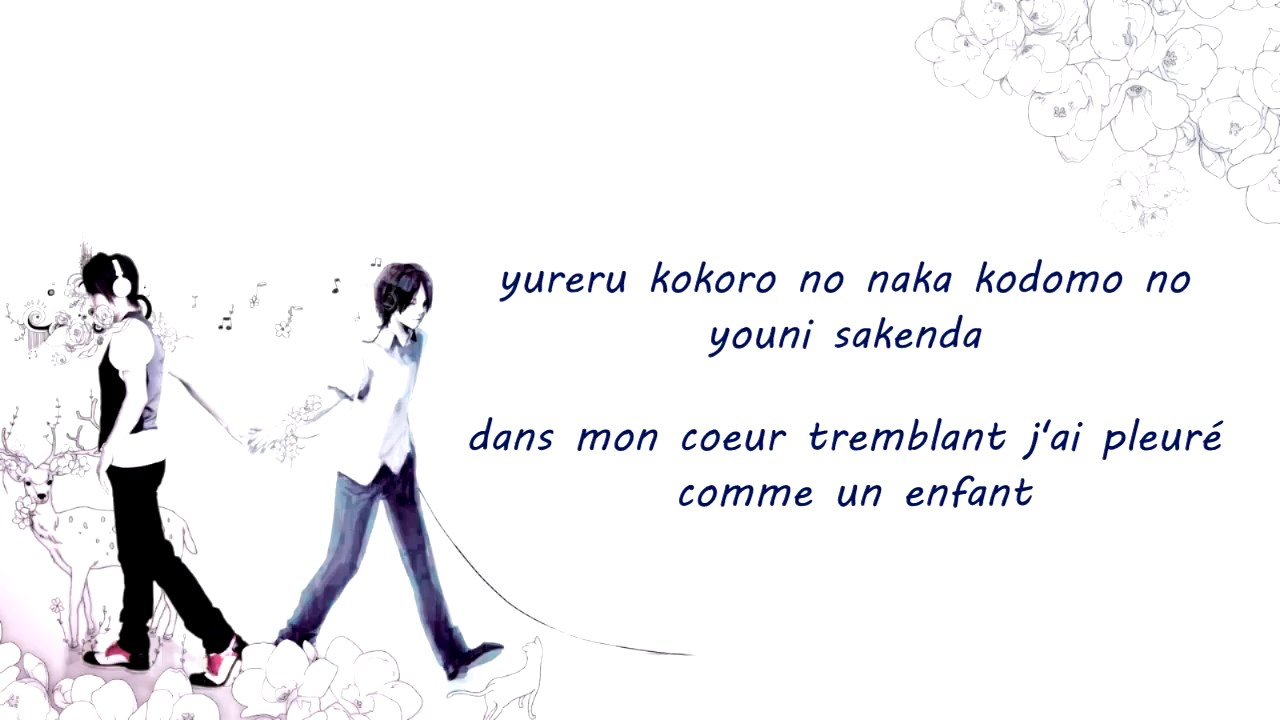 yureru kokoro no naka kodomo no
youni sakenda
dans mon coeur tremblant j'ai pleuré
comme un enfant